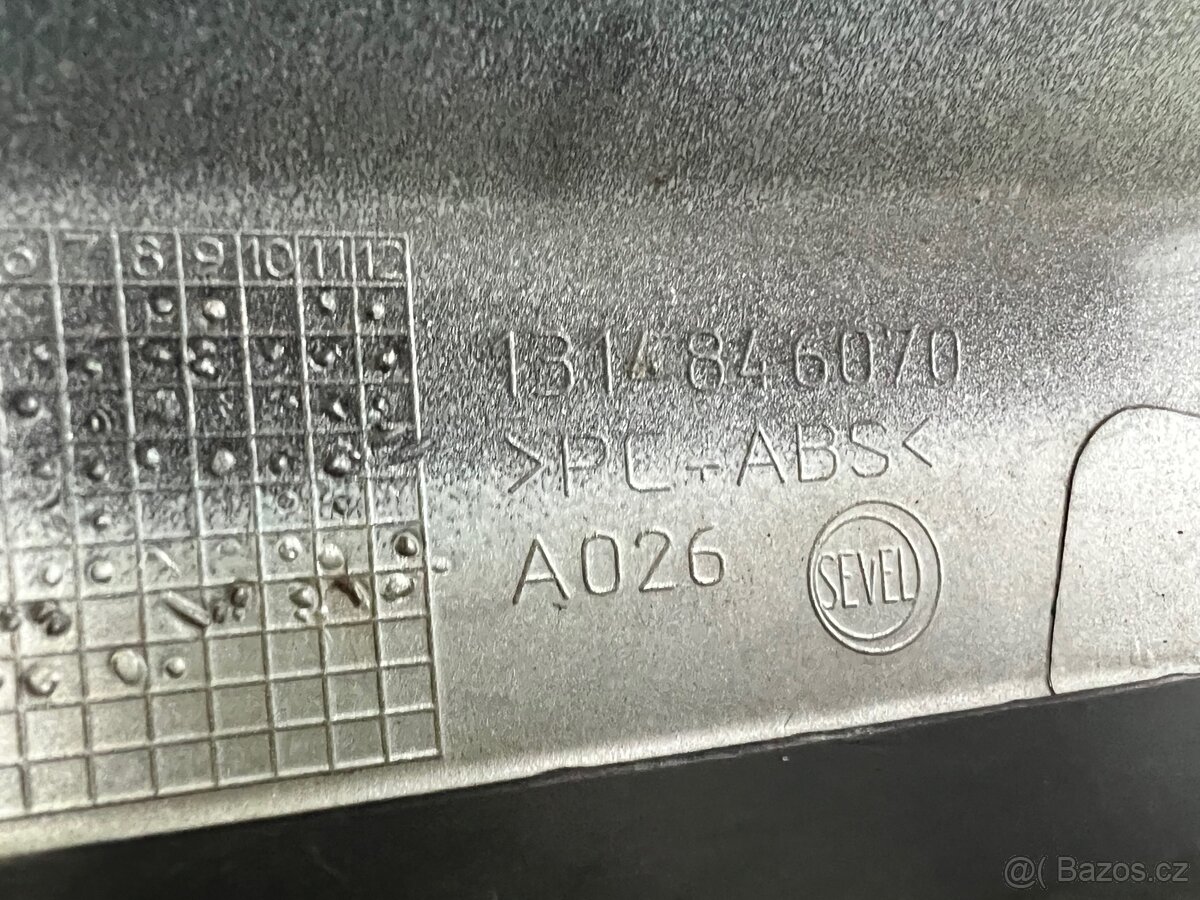 6 7 8 9 10 11 12
1314846070
>PC+ABS<
A026
SEVEL
@( Bazos.cz